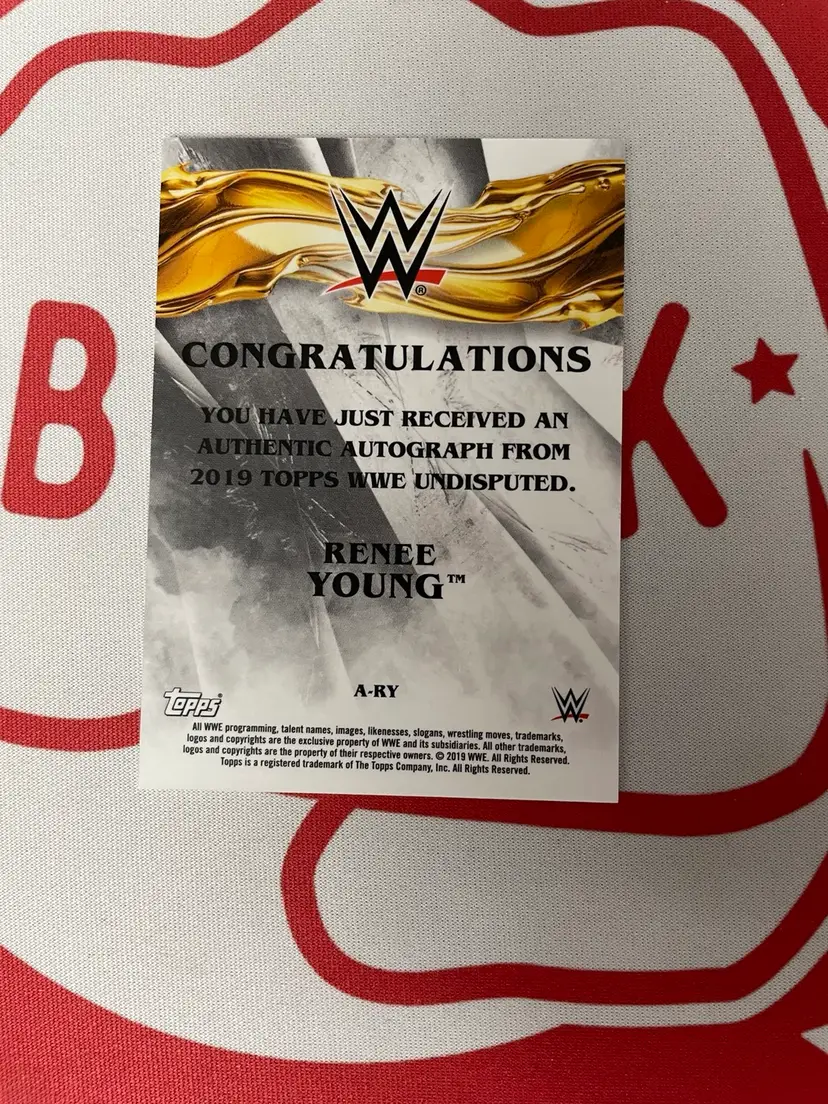 W
®
CONGRATULATIONS
YOU HAVE JUST RECEIVED AN
AUTHENTIC AUTOGRAPH FROM
2019 TOPPS WWE UNDISPUTED.
B
K
RENEE
YOUNG™
A-RY
topps®
W
All WWE programming, talent names, images, likenesses, slogans, wrestling moves, trademarks,
logos and copyrights are the exclusive property of WWE and its subsidiaries. All other trademarks,
logos and copyrights are the property of their respective owners. © 2019 WWE. All Rights Reserved.
Topps is a registered trademark of The Topps Company, Inc. All Rights Reserved.